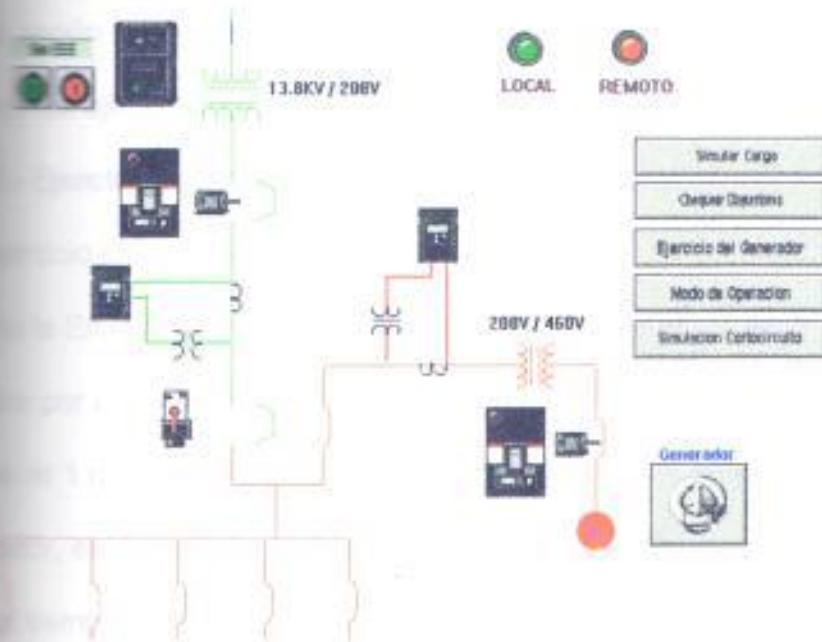 13.8KV / 208V
LOCAL
REMOTO
Simular Carga
Chequear Disturbios
Ejercicio del Generador
Modo de Operacion
Simulacion Cortocircuito
208V / 460V
Generador